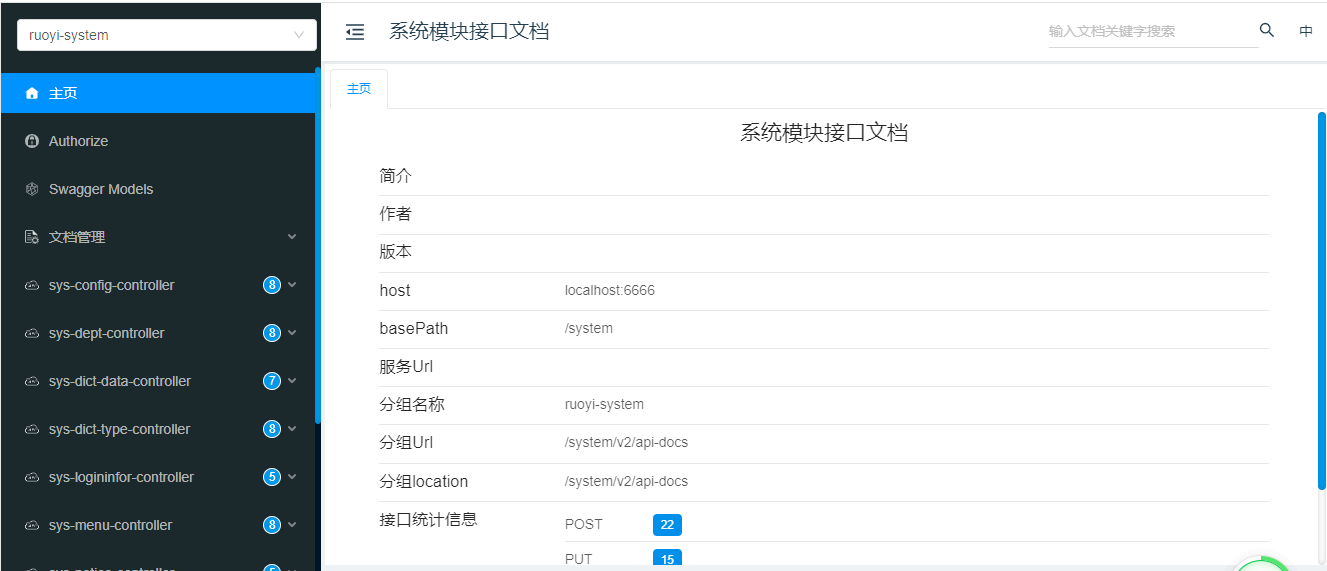 ruoyi-system
系统模块接口文档
输入文档关键字搜索
中
主页
Authorize
Swagger Models
文档管理
sys-config-controller 8
sys-dept-controller 8
sys-dict-data-controller 7
sys-dict-type-controller 8
sys-logininfor-controller 5
sys-menu-controller 8
主页
系统模块接口文档
简介
作者
版本
host localhost:6666
basePath /system
服务Url
分组名称 ruoyi-system
分组Url /system/v2/api-docs
分组location /system/v2/api-docs
接口统计信息 POST 22
PUT 15